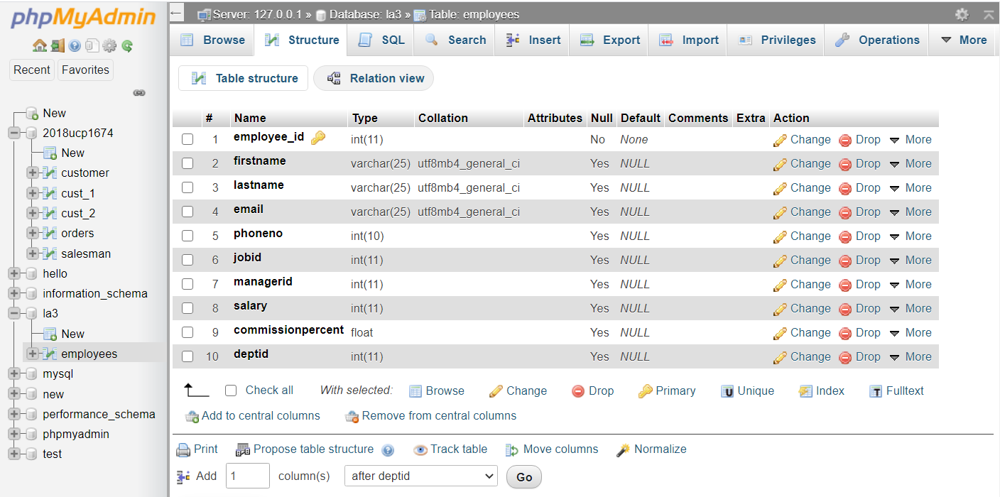 phpMyAdmin
Recent Favorites
New
2018ucp1674
New
customer
cust_1
cust_2
orders
salesman
hello
information_schema
la3
New
employees
mysql
new
performance_schema
phpmyadmin
test
Server: 127.0.0.1 » Database: la3 » Table: employees
Browse Structure SQL Search Insert Export Import Privileges Operations More
Table structure Relation view
# Name Type Collation Attributes Null Default Comments Extra Action
1 employee_id int(11) No None Change Drop More
2 firstname varchar(25) utf8mb4_general_ci Yes NULL Change Drop More
3 lastname varchar(25) utf8mb4_general_ci Yes NULL Change Drop More
4 email varchar(25) utf8mb4_general_ci Yes NULL Change Drop More
5 phoneno int(10) Yes NULL Change Drop More
6 jobid int(11) Yes NULL Change Drop More
7 managerid int(11) Yes NULL Change Drop More
8 salary int(11) Yes NULL Change Drop More
9 commissionpercent float Yes NULL Change Drop More
10 deptid int(11) Yes NULL Change Drop More
Check all With selected: Browse Change Drop Primary Unique Index Fulltext
Add to central columns Remove from central columns
Print Propose table structure Track table Move columns Normalize
Add 1 column(s) after deptid Go